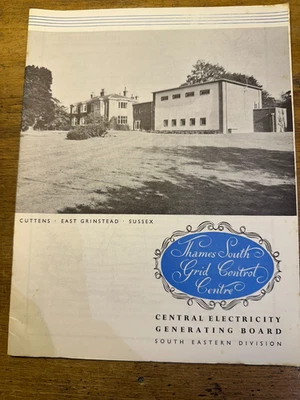 CUTTENS · EAST GRINSTEAD · SUSSEX
Thames South
Grid Control
Centre
CENTRAL ELECTRICITY
GENERATING BOARD
SOUTH EASTERN DIVISION